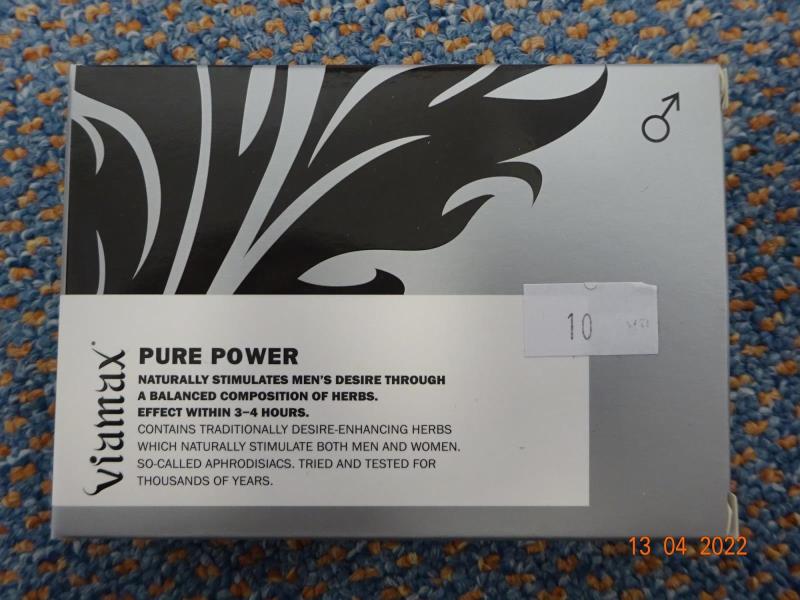 10
viamax
PURE POWER
NATURALLY STIMULATES MEN'S DESIRE THROUGH
A BALANCED COMPOSITION OF HERBS.
EFFECT WITHIN 3–4 HOURS.
CONTAINS TRADITIONALLY DESIRE-ENHANCING HERBS
WHICH NATURALLY STIMULATE BOTH MEN AND WOMEN.
SO-CALLED APHRODISIACS. TRIED AND TESTED FOR
THOUSANDS OF YEARS.
13 04 2022